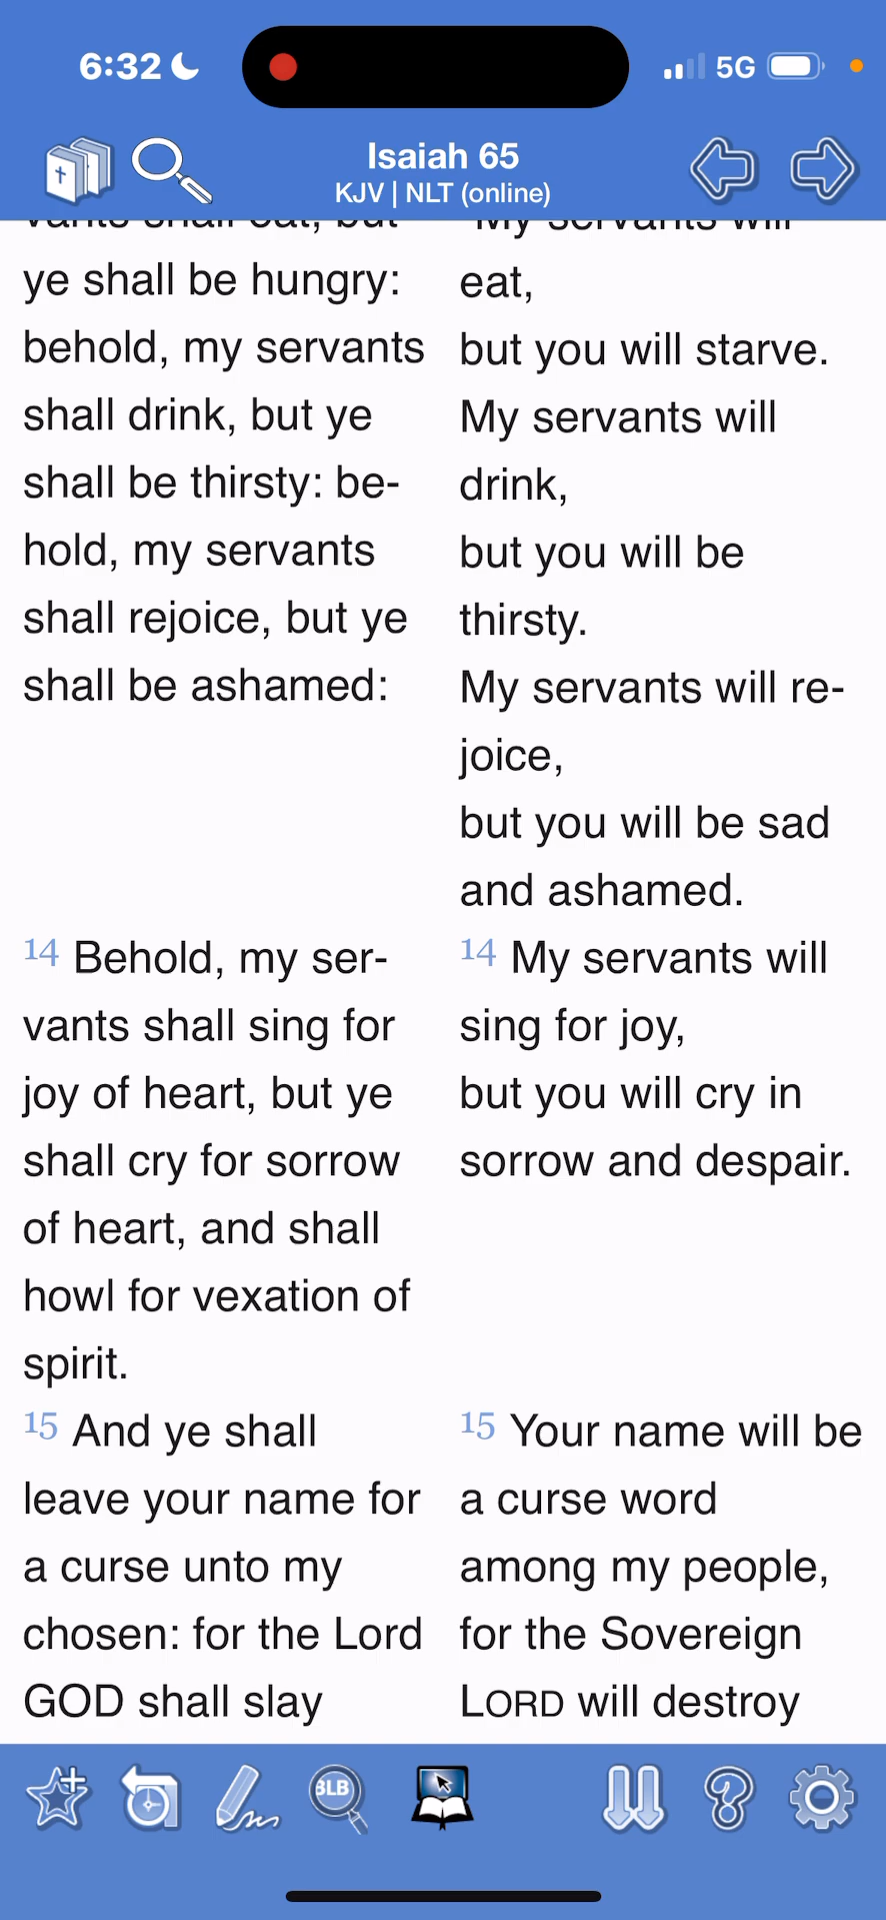 6:32
5G
Isaiah 65
KJV | NLT (online)
vants shall eat, but
ye shall be hungry:
behold, my servants
shall drink, but ye
shall be thirsty: be-
hold, my servants
shall rejoice, but ye
shall be ashamed:
My servants will
eat,
but you will starve.
My servants will
drink,
but you will be
thirsty.
My servants will re-
joice,
but you will be sad
and ashamed.
14 Behold, my ser-
vants shall sing for
joy of heart, but ye
shall cry for sorrow
of heart, and shall
howl for vexation of
spirit.
14 My servants will
sing for joy,
but you will cry in
sorrow and despair.
15 And ye shall
leave your name for
a curse unto my
chosen: for the Lord
GOD shall slay
15 Your name will be
a curse word
among my people,
for the Sovereign
LORD will destroy
BLB